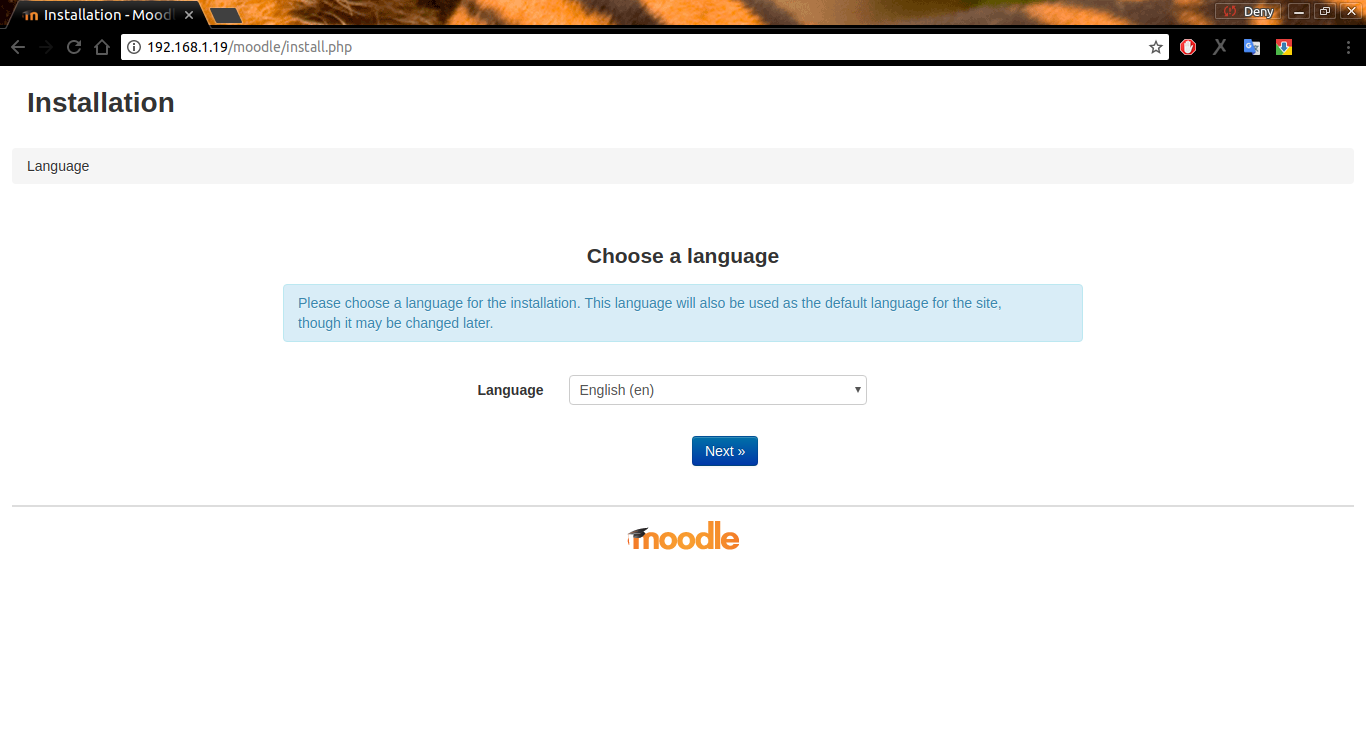 Installation - Mood
Deny
192.168.1.19/moodle/install.php
Installation
Language
Choose a language
Please choose a language for the installation. This language will also be used as the default language for the site,
though it may be changed later.
Language English (en)
Next »
moodle